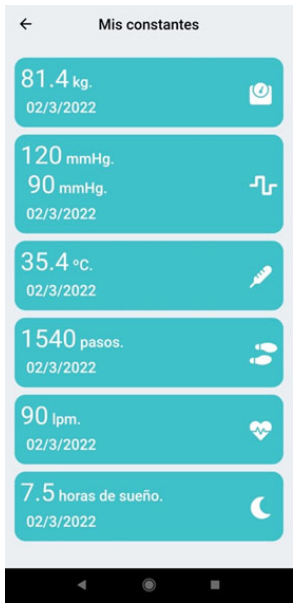 Mis constantes
81.4 kg.
02/3/2022
120 mmHg.
90 mmHg.
02/3/2022
35.4 ºC.
02/3/2022
1540 pasos.
02/3/2022
90 lpm.
02/3/2022
7.5 horas de sueño.
02/3/2022